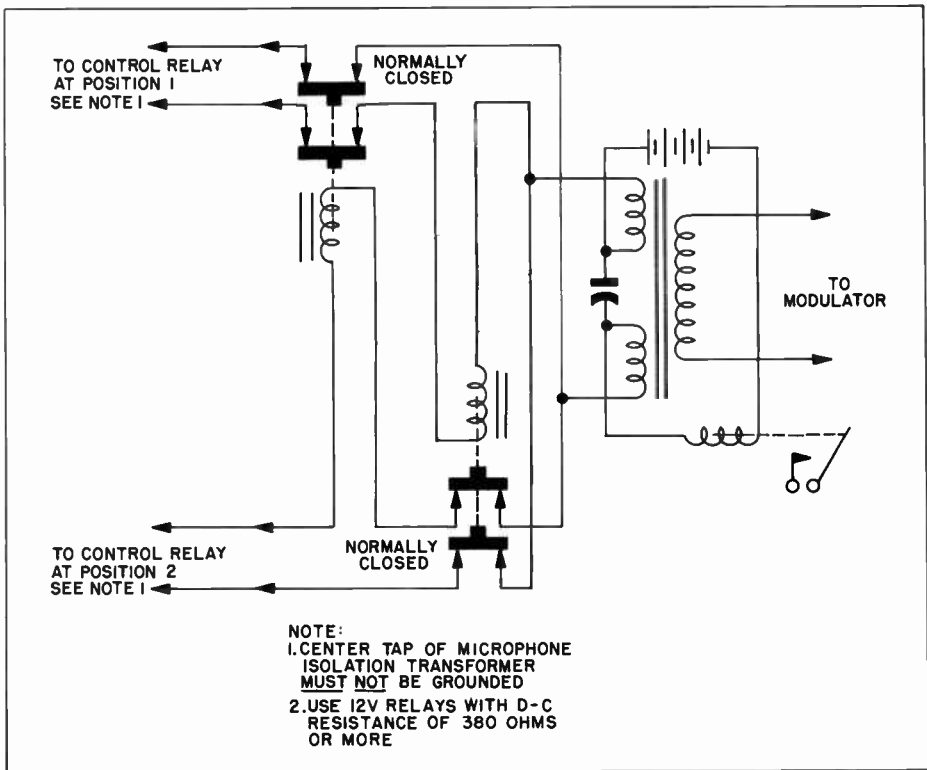 TO CONTROL RELAY
AT POSITION 1
SEE NOTE 1
NORMALLY
CLOSED
TO
MODULATOR
TO CONTROL RELAY
AT POSITION 2
SEE NOTE 1
NORMALLY
CLOSED
NOTE:
1. CENTER TAP OF MICROPHONE
ISOLATION TRANSFORMER
MUST NOT BE GROUNDED
2. USE 12V RELAYS WITH D-C
RESISTANCE OF 380 OHMS
OR MORE